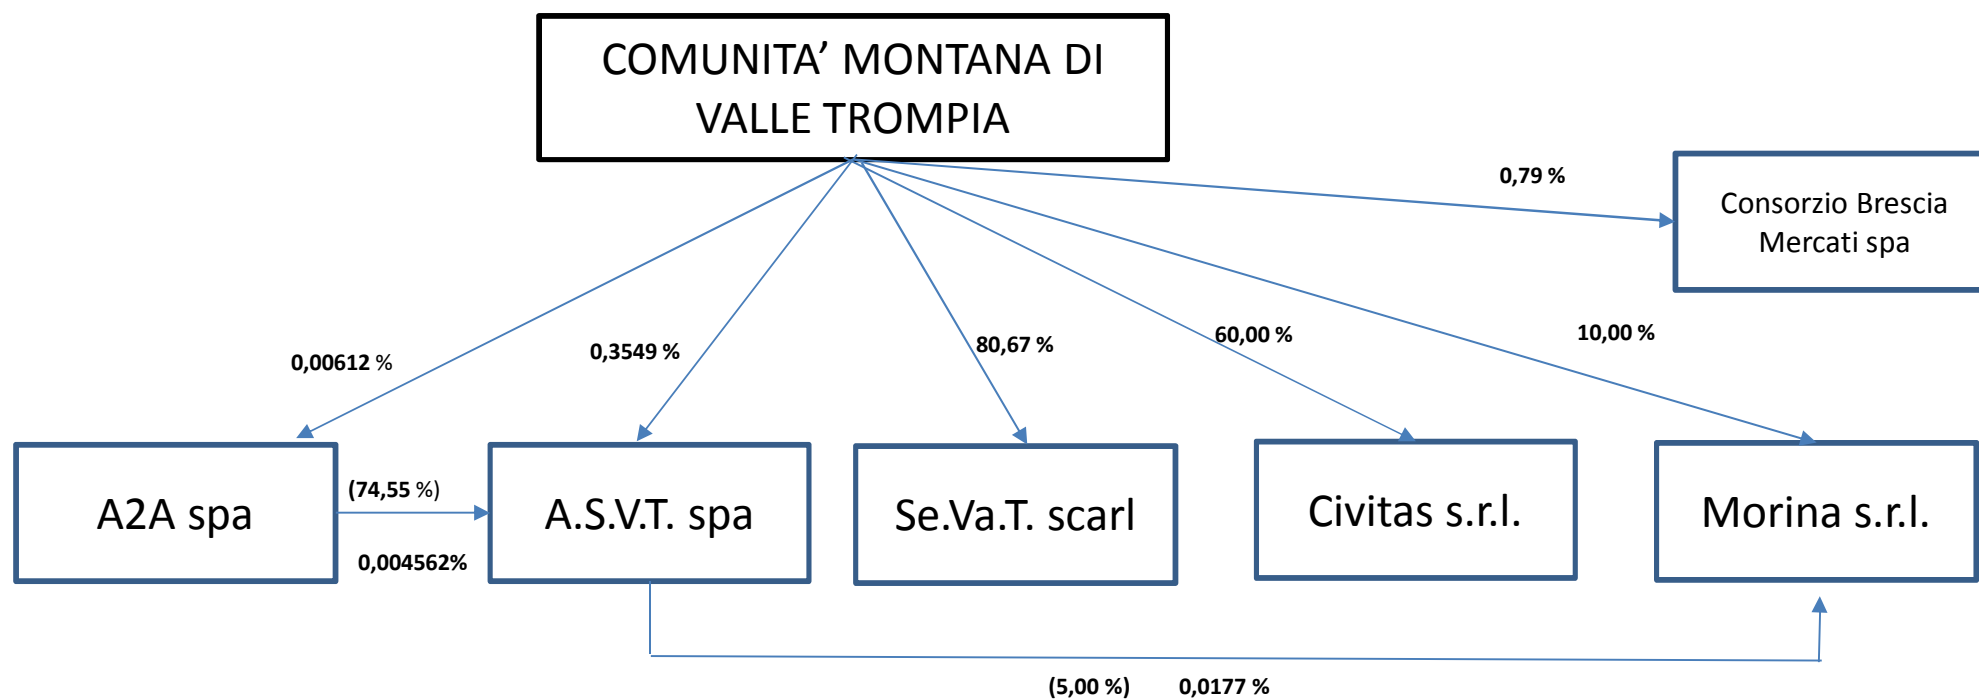 COMUNITA’ MONTANA DI
VALLE TROMPIA
0,79 %
Consorzio Brescia
Mercati spa
0,00612 %
0,3549 %
80,67 %
60,00 %
10,00 %
A2A spa
(74,55 %)
0,004562%
A.S.V.T. spa
Se.Va.T. scarl
Civitas s.r.l.
Morina s.r.l.
(5,00 %) 0,0177 %